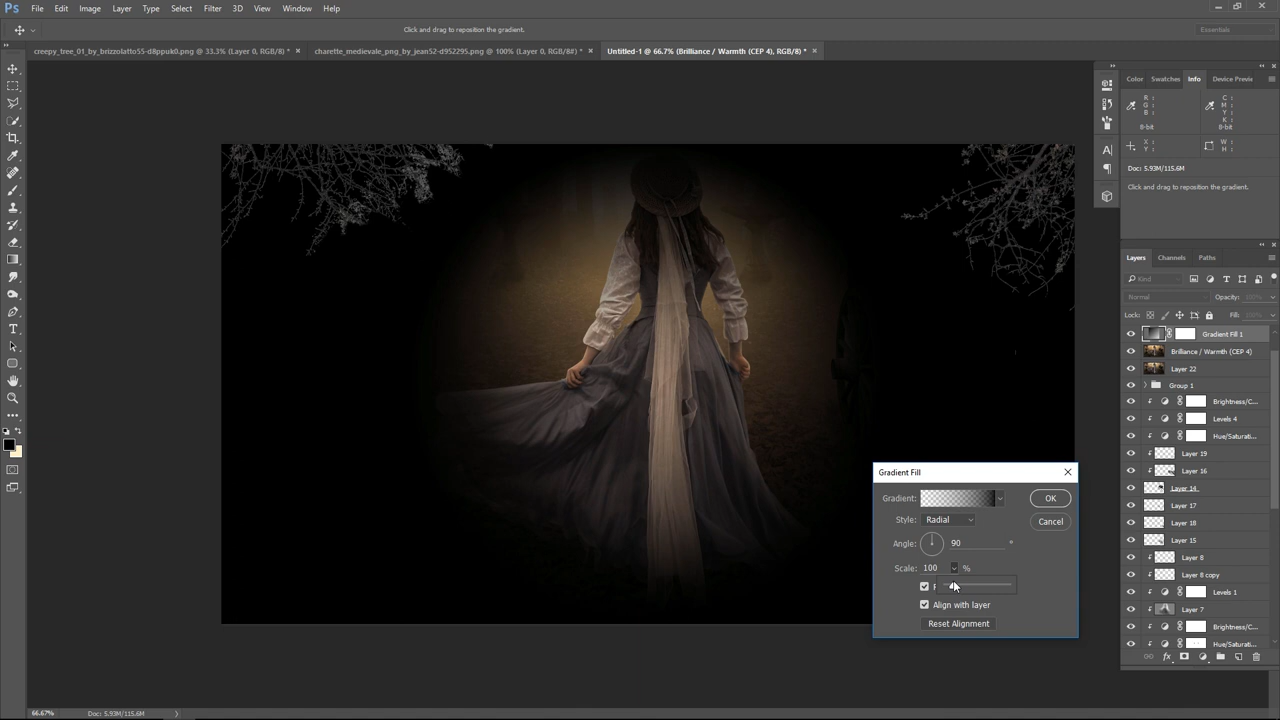 Ps File Edit Image Layer Type Select Filter 3D View Window Help
Click and drag to reposition the gradient. Essentials
creepy_tree_01_by_brizzolatto55-d8ppuk0.png @ 33.3% (Layer 0, RGB/8) * × charette_medievale_png_by_jean52-d952295.png @ 100% (Layer 0, RGB/8#) * × Untitled-1 @ 66.7% (Brilliance / Warmth (CEP 4), RGB/8) * ×
Color Swatches Info Device Previe
R : C :
G : M :
B : Y :
K :
8-bit 8-bit
X : W :
Y : H :
Doc: 5.93M/115.6M
Click and drag to reposition the gradient.
Layers Channels Paths
Kind
Normal Opacity: 100%
Lock: Fill: 100%
Gradient Fill 1
Brilliance / Warmth (CEP 4)
Layer 22
Group 1
Brightness/C...
Levels 4
Hue/Saturati...
Layer 19
Layer 16
Layer 14
Layer 17
Layer 18
Layer 15
Layer 8
Layer 8 copy
Levels 1
Layer 7
Brightness/C...
Hue/Saturati...
Gradient Fill
Gradient: OK
Style: Radial Cancel
Angle: 90 °
Scale: 100 %
Align with layer
Reset Alignment
66.67% Doc: 5.93M/115.6M